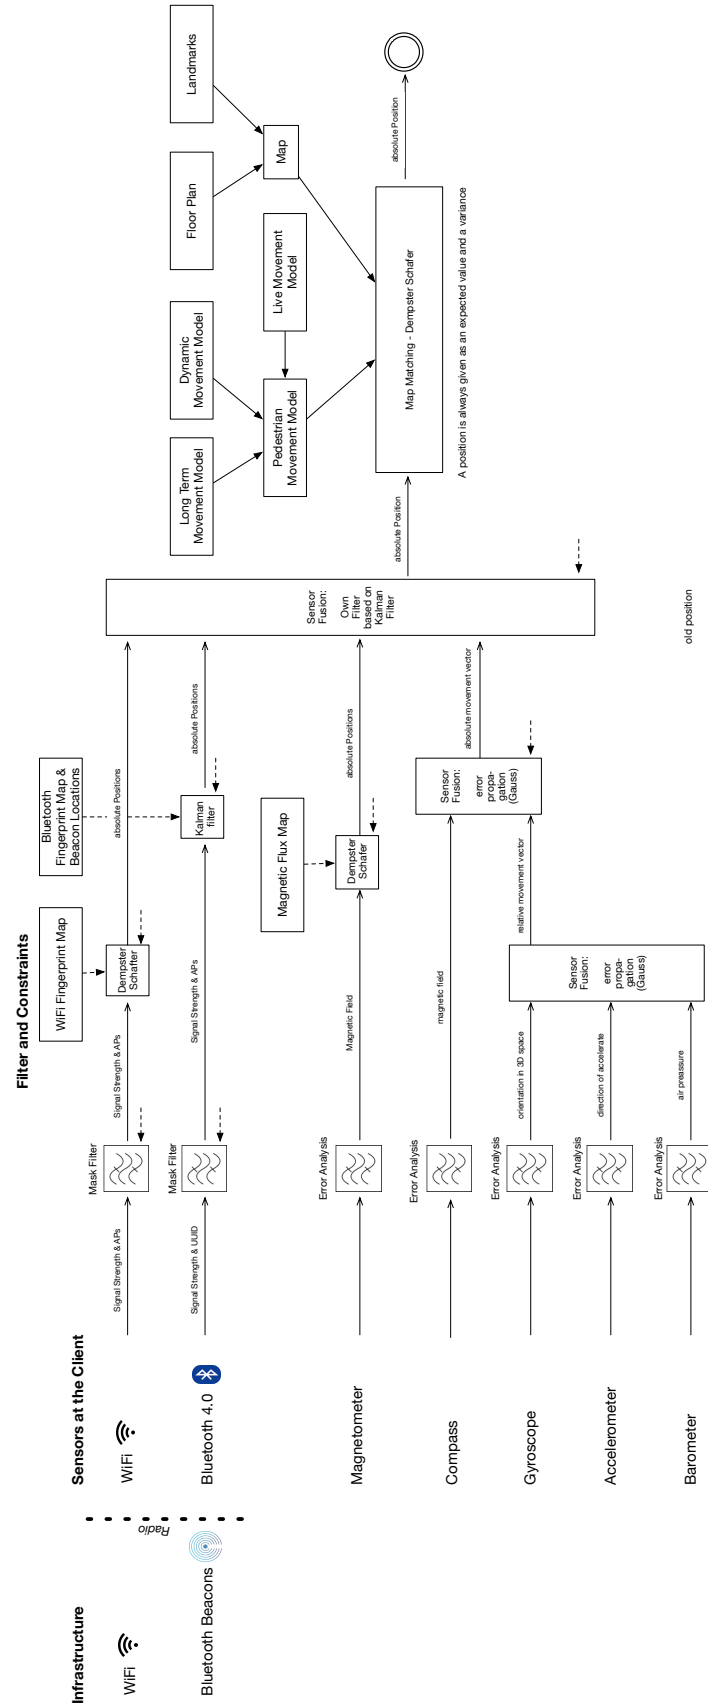 Infrastructure
WiFi
Bluetooth Beacons
Radio
Sensors at the Client
WiFi
Bluetooth 4.0
Magnetometer
Compass
Gyroscope
Accelerometer
Barometer
Filter and Constraints
Signal Strength & APs
Mask Filter
Signal Strength & APs
WiFi Fingerprint Map
Dempster
Schafter
absolute Positions
Signal Strength & UUID
Mask Filter
Signal Strength & APs
Bluetooth
Fingerprint Map &
Beacon Locations
Kalman
filter
absolute Positions
Error Analysis
Magnetic Field
Magnetic Flux Map
Dempster
Schafer
absolute Positions
Error Analysis
magnetic field
Error Analysis
orientation in 3D space
Error Analysis
direction of accelerate
Error Analysis
air preassure
Sensor
Fusion:
error
propa-
gation
(Gauss)
relative movement vector
Sensor
Fusion:
error
propa-
gation
(Gauss)
absolute movement vector
Sensor
Fusion:
Own
Filter
based on
Kalman
Filter
old position
absolute Position
Long Term
Movement Model
Dynamic
Movement Model
Pedestrian
Movement Model
Live Movement
Model
Floor Plan
Landmarks
Map
Map Matching - Dempster Schafer
A position is always given as an expected value and a variance
absolute Position